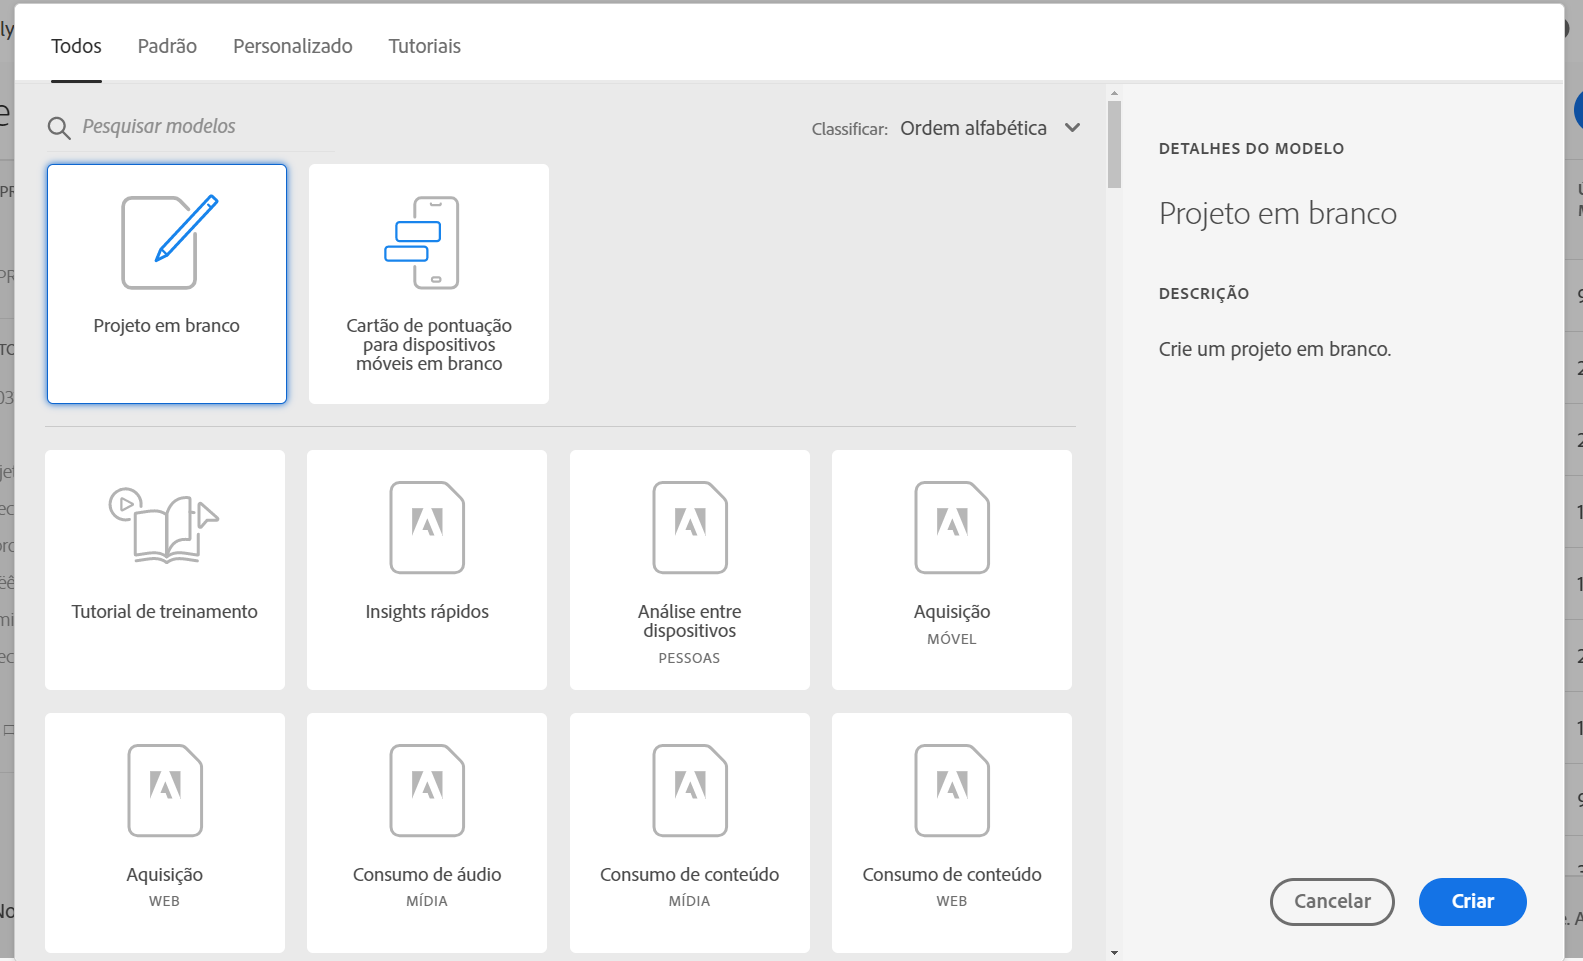 Todos Padrão Personalizado Tutoriais
Pesquisar modelos
Classificar: Ordem alfabética
Projeto em branco
Cartão de pontuação
para dispositivos
móveis em branco
Tutorial de treinamento
Insights rápidos
Análise entre
dispositivos
PESSOAS
Aquisição
MÓVEL
Aquisição
WEB
Consumo de áudio
MÍDIA
Consumo de conteúdo
MÍDIA
Consumo de conteúdo
WEB
DETALHES DO MODELO
Projeto em branco
DESCRIÇÃO
Crie um projeto em branco.
Cancelar Criar